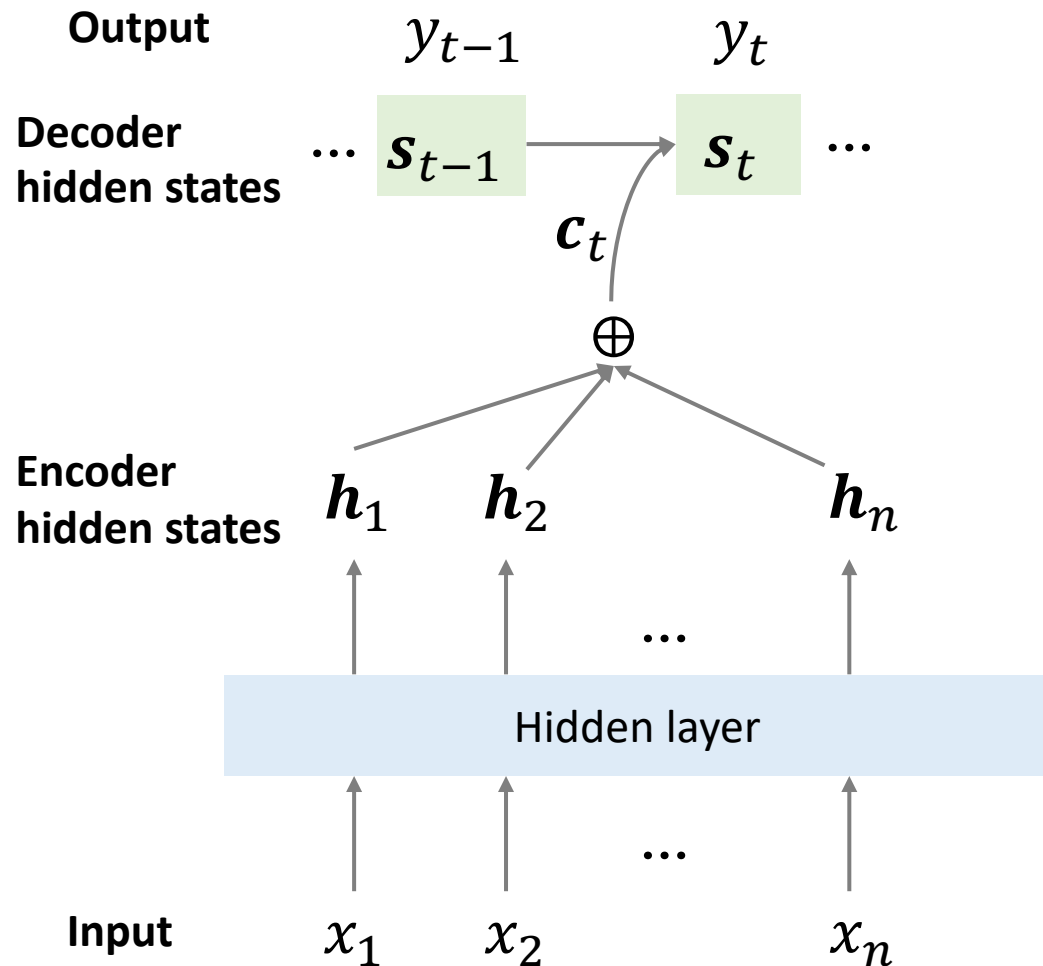 Output y_{t−1} y_t
Decoder hidden states … s_{t−1} s_t …
c_t
⊕
Encoder hidden states h_1 h_2 h_n
…
Hidden layer
…
Input x_1 x_2 x_n